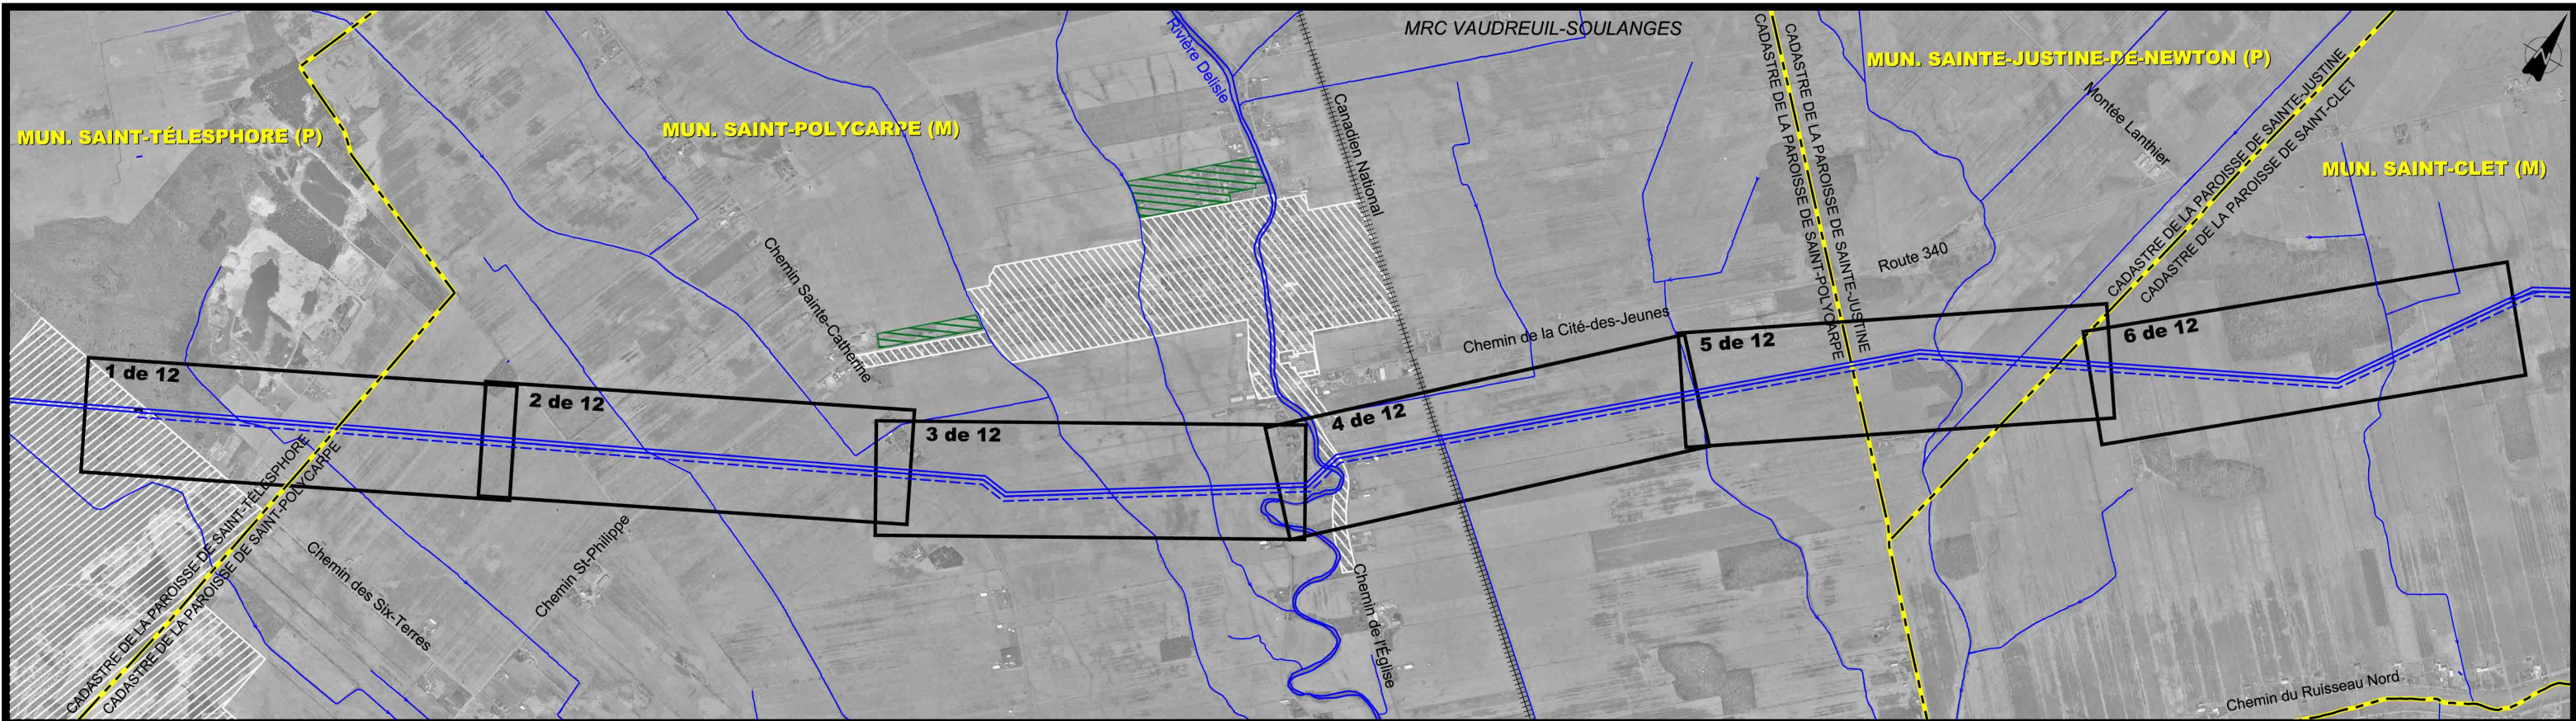 MRC VAUDREUIL-SOULANGES
MUN. SAINT-TÉLESPHORE (P)
MUN. SAINT-POLYCARPE (M)
MUN. SAINTE-JUSTINE-DE-NEWTON (P)
MUN. SAINT-CLET (M)
Rivière Delisle
Canadien National
CADASTRE DE LA PAROISSE DE SAINTE-JUSTINE
CADASTRE DE LA PAROISSE DE SAINT-POLYCARPE
Montée Lanthier
CADASTRE DE LA PAROISSE DE SAINTE-JUSTINE
CADASTRE DE LA PAROISSE DE SAINT-CLET
N
Chemin Sainte-Catherine
Route 340
Chemin de la Cité-des-Jeunes
1 de 12
2 de 12
3 de 12
4 de 12
5 de 12
6 de 12
CADASTRE DE LA PAROISSE DE SAINT-TÉLESPHORE
CADASTRE DE LA PAROISSE DE SAINT-POLYCARPE
Chemin des Six-Terres
Chemin St-Philippe
Chemin de l'Église
Chemin du Ruisseau Nord